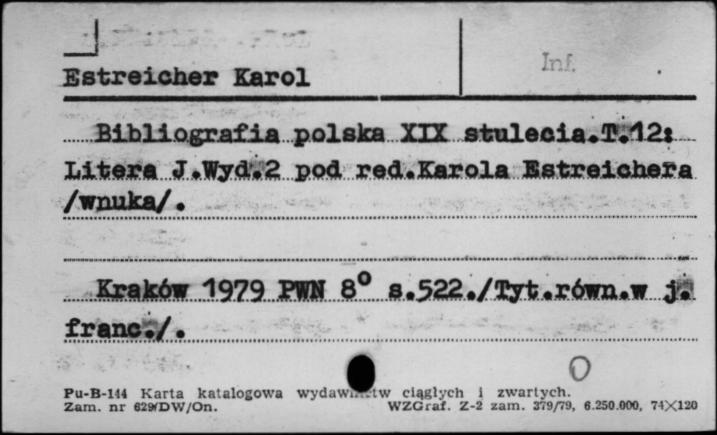 Inf.
Estreicher Karol
Bibliografia polska XIX stulecia.T.12:
Litera J.Wyd.2 pod red.Karola Estreichera
/wnuka/.
Kraków 1979 PWN 8° s.522./Tyt.równ.w j.
franc./.
Pu-B-144 Karta katalogowa wydawnictw ciągłych i zwartych.
Zam. nr 629/DW/On. WZGraf. Z-2 zam. 379/79, 6.250.000, 74×120